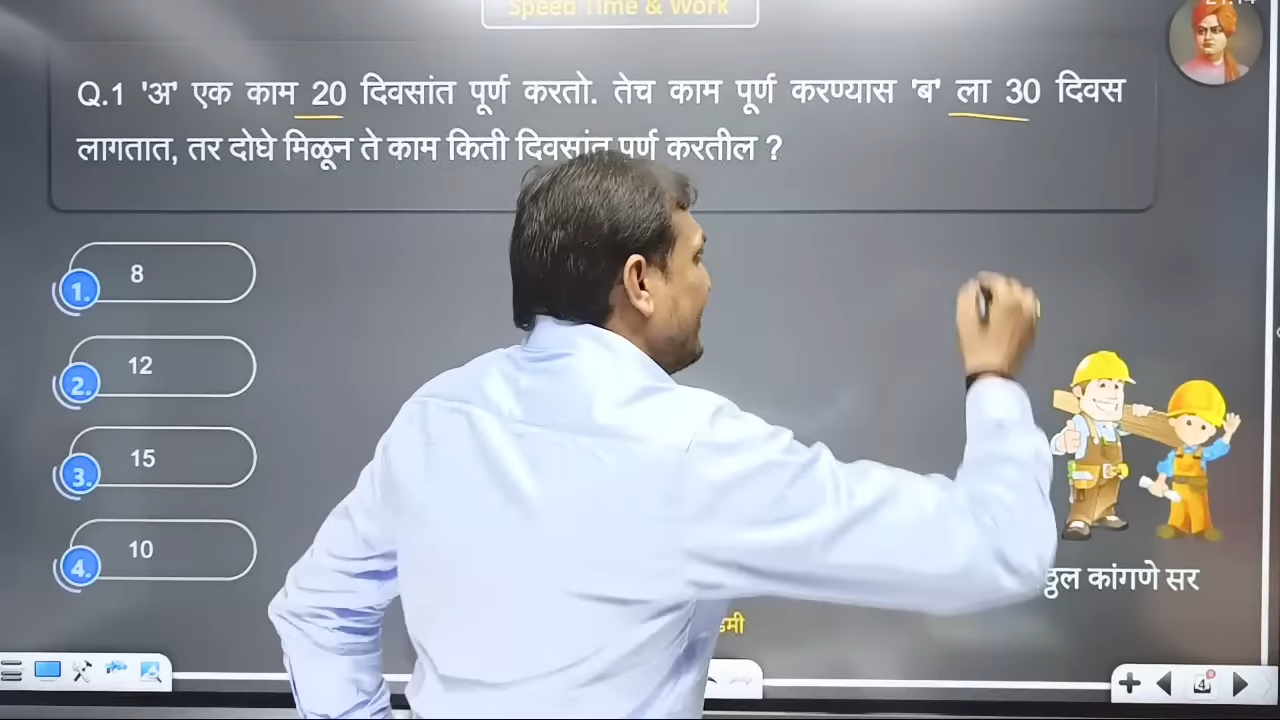 Speed Time & Work
Q.1 'अ' एक काम 20 दिवसांत पूर्ण करतो. तेच काम पूर्ण करण्यास 'ब' ला 30 दिवस
लागतात, तर दोघे मिळून ते काम किती दिवसांत पूर्ण करतील ?
1. 8
2. 12
3. 15
4. 10
कांगणे सर
4